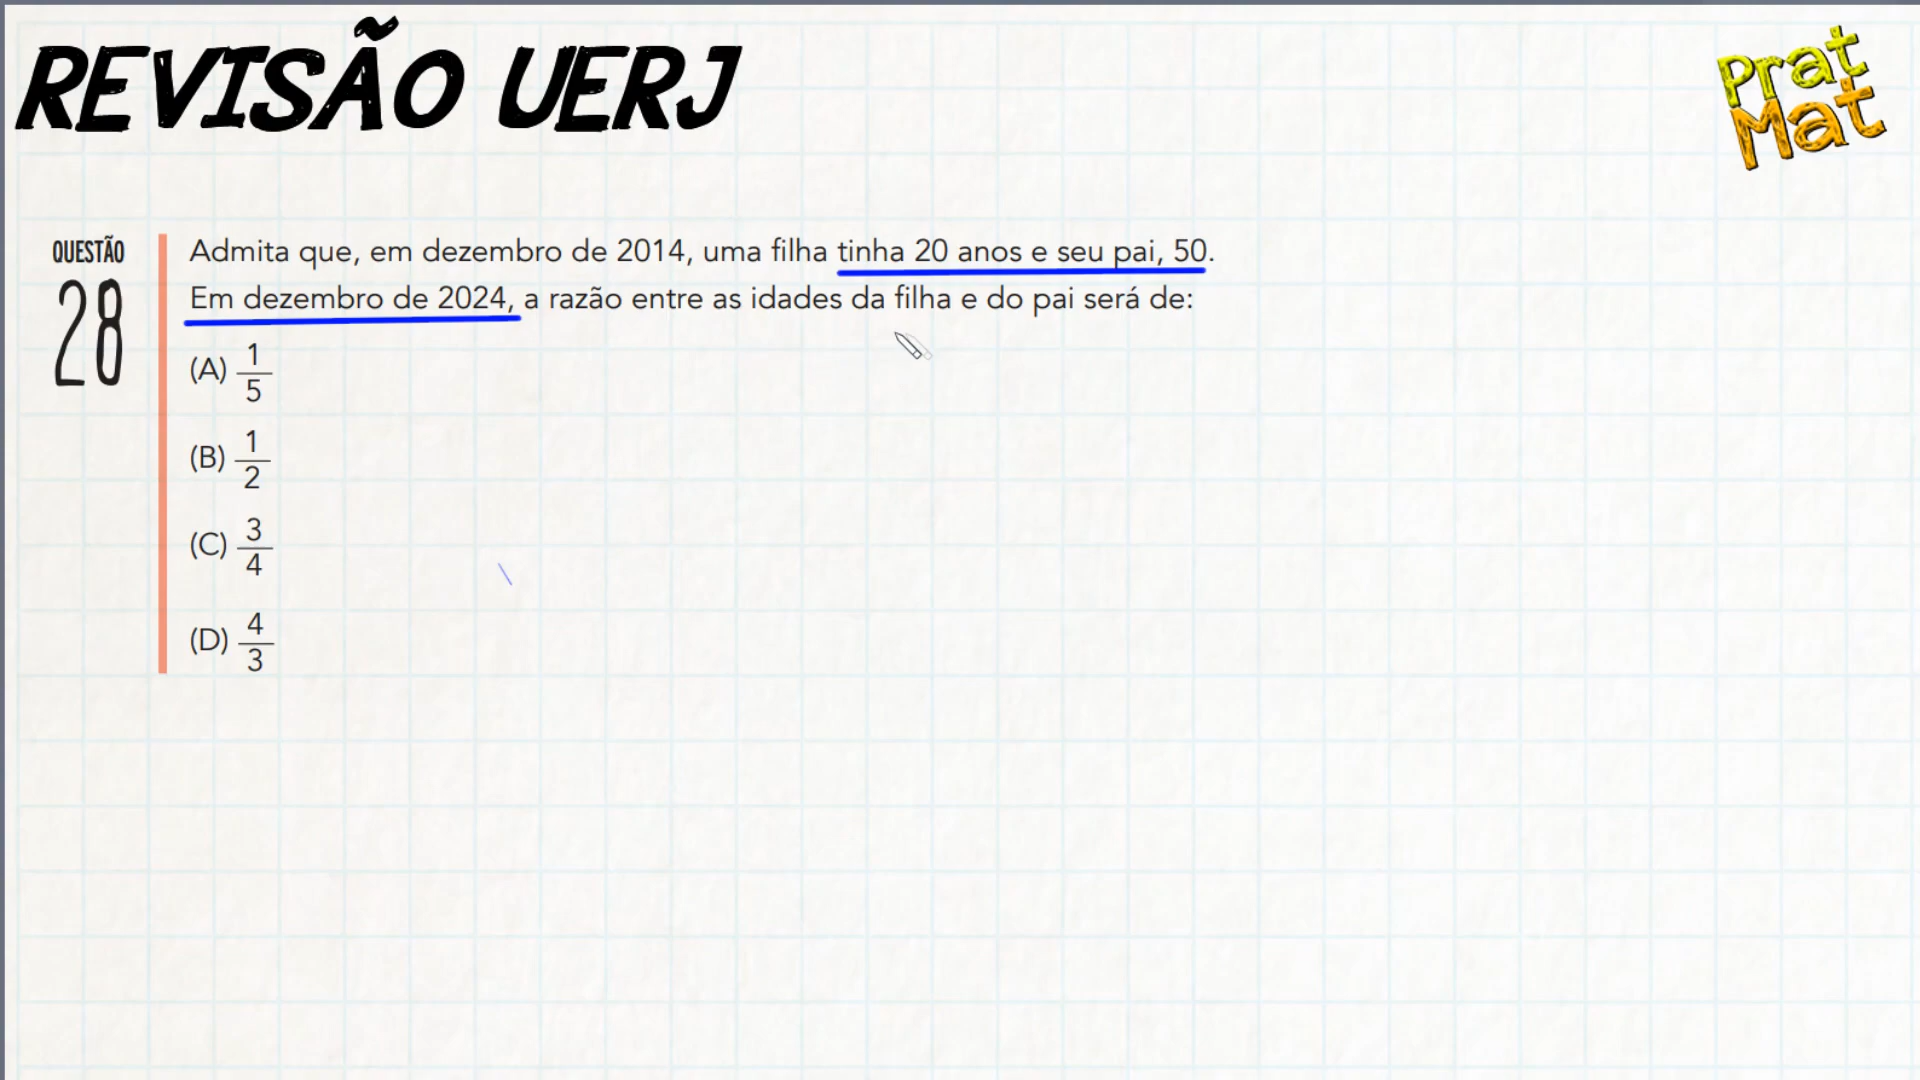 REVISÃO UERJ
Prat
Mat
QUESTÃO
28
Admita que, em dezembro de 2014, uma filha tinha 20 anos e seu pai, 50.
Em dezembro de 2024, a razão entre as idades da filha e do pai será de:
(A) 1/5
(B) 1/2
(C) 3/4
(D) 4/3